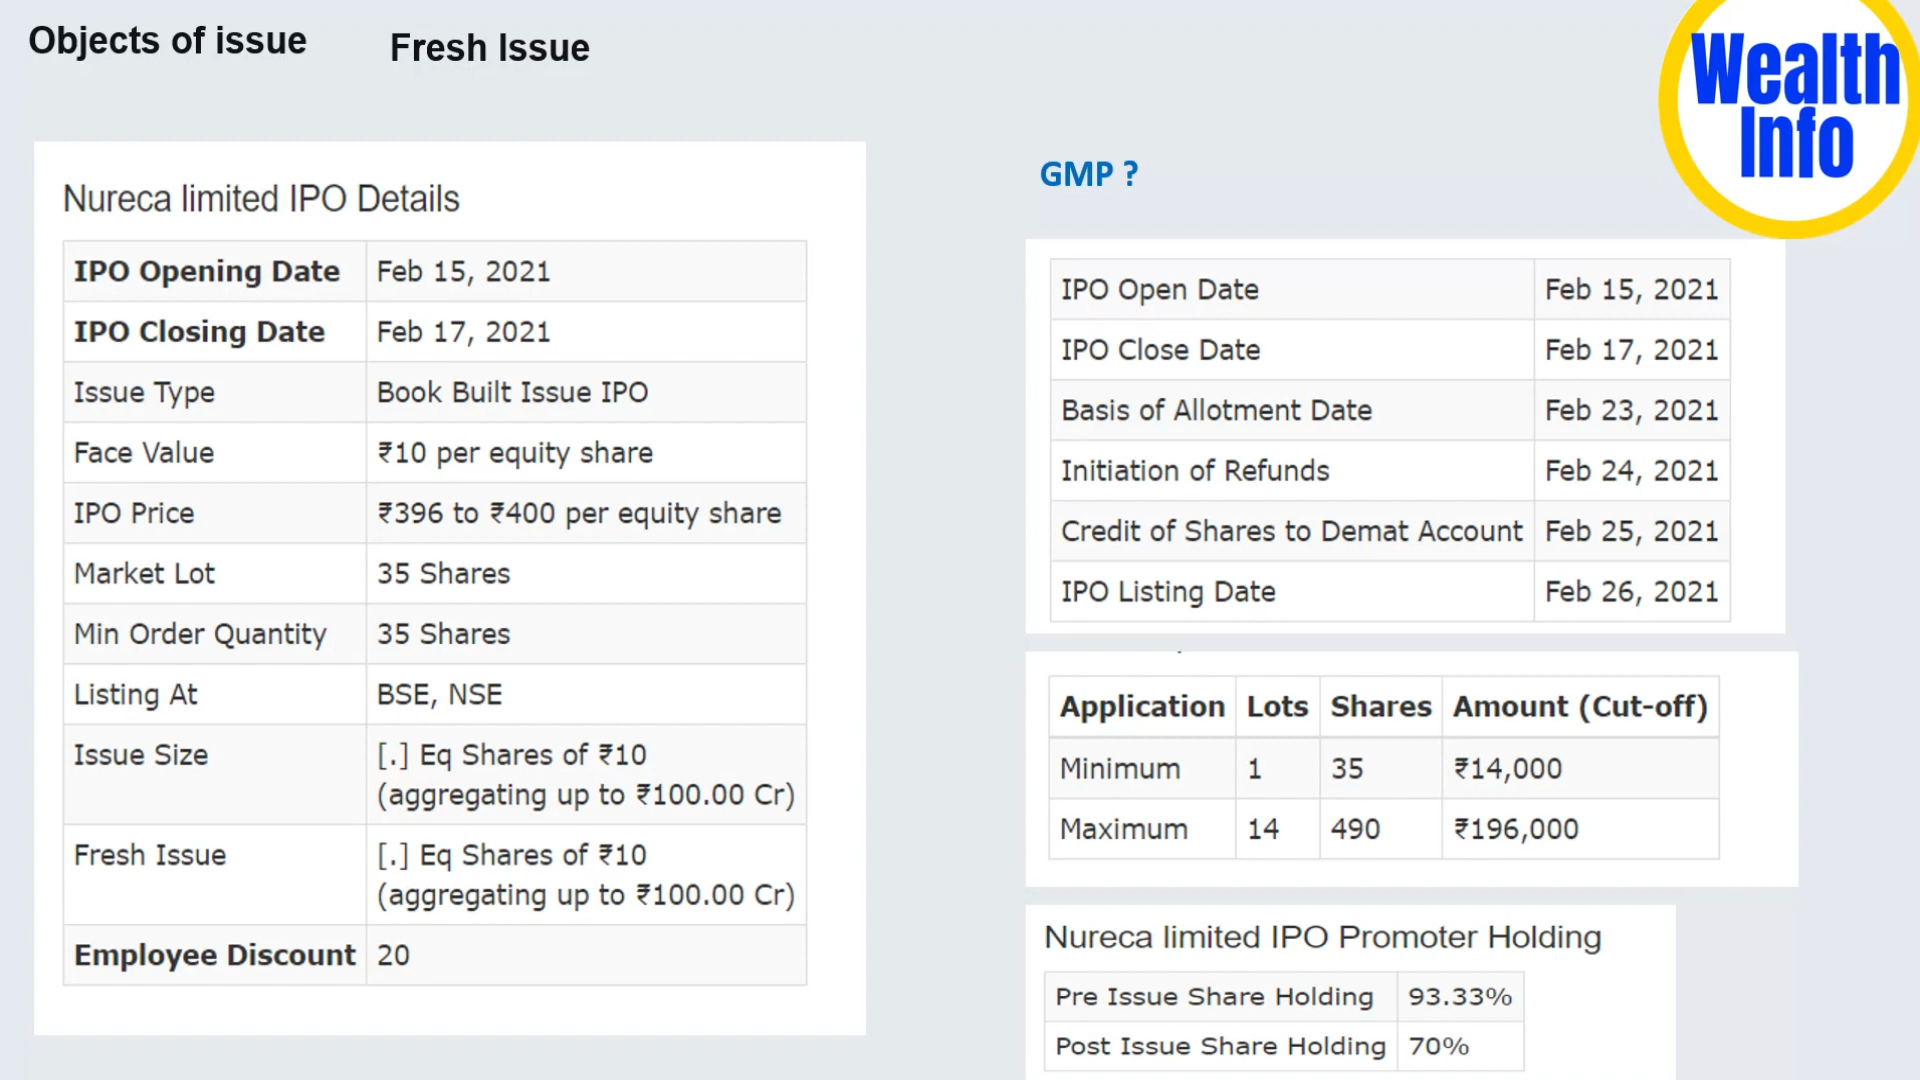 Objects of issue
Fresh Issue
Wealth
Info
Nureca limited IPO Details
IPO Opening Date Feb 15, 2021
IPO Closing Date Feb 17, 2021
Issue Type Book Built Issue IPO
Face Value ₹10 per equity share
IPO Price ₹396 to ₹400 per equity share
Market Lot 35 Shares
Min Order Quantity 35 Shares
Listing At BSE, NSE
Issue Size [.] Eq Shares of ₹10
(aggregating up to ₹100.00 Cr)
Fresh Issue [.] Eq Shares of ₹10
(aggregating up to ₹100.00 Cr)
Employee Discount 20
GMP ?
IPO Open Date Feb 15, 2021
IPO Close Date Feb 17, 2021
Basis of Allotment Date Feb 23, 2021
Initiation of Refunds Feb 24, 2021
Credit of Shares to Demat Account Feb 25, 2021
IPO Listing Date Feb 26, 2021
Application Lots Shares Amount (Cut-off)
Minimum 1 35 ₹14,000
Maximum 14 490 ₹196,000
Nureca limited IPO Promoter Holding
Pre Issue Share Holding 93.33%
Post Issue Share Holding 70%